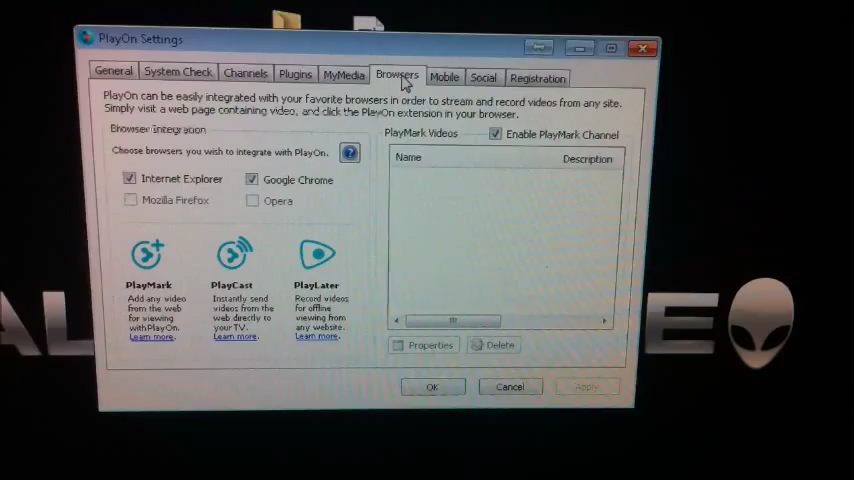 PlayOn Settings
General System Check Channels Plugins MyMedia Browsers Mobile Social Registration
PlayOn can be easily integrated with your favorite browsers in order to stream and record videos from any site.
Simply visit a web page containing video, and click the PlayOn extension in your browser.
Browser Integration
Choose browsers you wish to integrate with PlayOn.
?
Internet Explorer Google Chrome
Mozilla Firefox Opera
PlayMark
Add any video
from the web
for viewing
withPlayOn.
Learn more.
PlayCast
Instantly send
videos from the
web directly to
your TV.
Learn more.
PlayLater
Record videos
for offline
viewing from
any website.
Learn more.
PlayMark Videos Enable PlayMark Channel
Name Description
Properties Delete
OK Cancel Apply
AL E